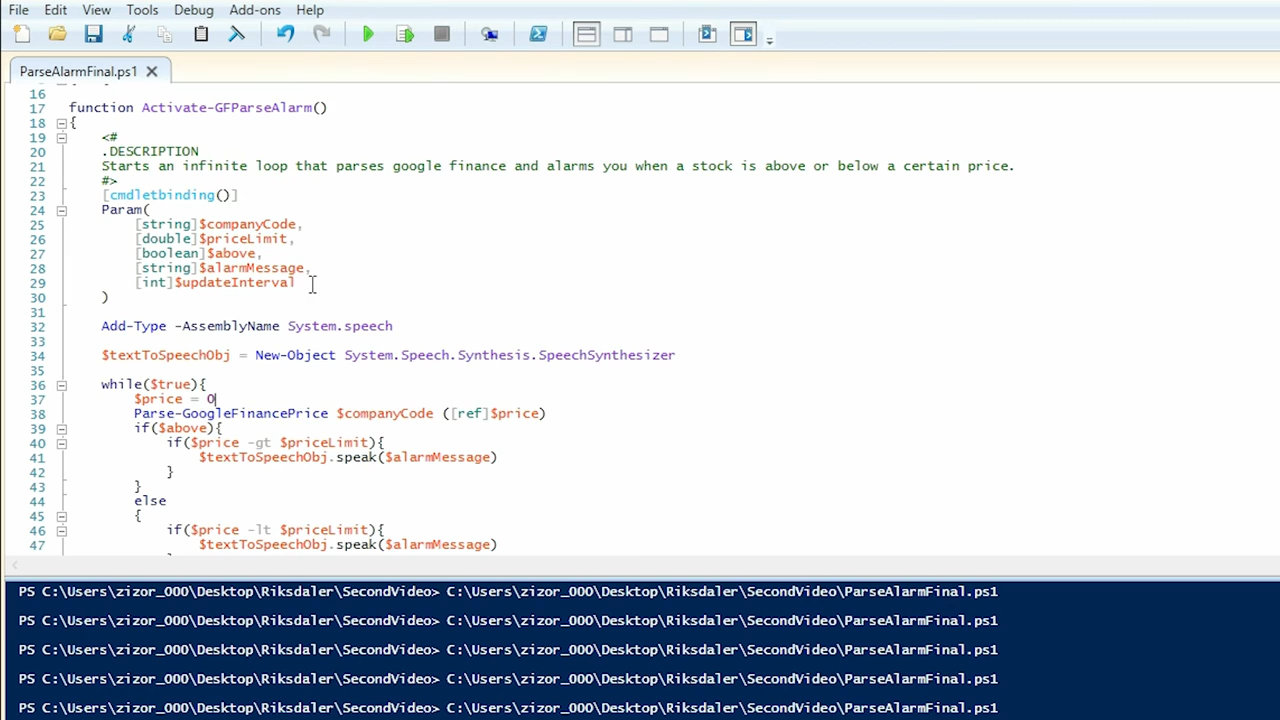 File Edit View Tools Debug Add-ons Help
ParseAlarmFinal.ps1
16
17 function Activate-GFParseAlarm()
18 {
19 <#
20 .DESCRIPTION
21 Starts an infinite loop that parses google finance and alarms you when a stock is above or below a certain price.
22 #>
23 [cmdletbinding()]
24 Param(
25 [string]$companyCode,
26 [double]$priceLimit,
27 [boolean]$above,
28 [string]$alarmMessage,
29 [int]$updateInterval
30 )
31
32 Add-Type -AssemblyName System.speech
33
34 $textToSpeechObj = New-Object System.Speech.Synthesis.SpeechSynthesizer
35
36 while($true){
37 $price = 0
38 Parse-GoogleFinancePrice $companyCode ([ref]$price)
39 if($above){
40 if($price -gt $priceLimit){
41 $textToSpeechObj.speak($alarmMessage)
42 }
43 }
44 else
45 {
46 if($price -lt $priceLimit){
47 $textToSpeechObj.speak($alarmMessage)
PS C:\Users\zizor_000\Desktop\Riksdaler\SecondVideo> C:\Users\zizor_000\Desktop\Riksdaler\SecondVideo\ParseAlarmFinal.ps1
PS C:\Users\zizor_000\Desktop\Riksdaler\SecondVideo> C:\Users\zizor_000\Desktop\Riksdaler\SecondVideo\ParseAlarmFinal.ps1
PS C:\Users\zizor_000\Desktop\Riksdaler\SecondVideo> C:\Users\zizor_000\Desktop\Riksdaler\SecondVideo\ParseAlarmFinal.ps1
PS C:\Users\zizor_000\Desktop\Riksdaler\SecondVideo> C:\Users\zizor_000\Desktop\Riksdaler\SecondVideo\ParseAlarmFinal.ps1
PS C:\Users\zizor_000\Desktop\Riksdaler\SecondVideo> C:\Users\zizor_000\Desktop\Riksdaler\SecondVideo\ParseAlarmFinal.ps1